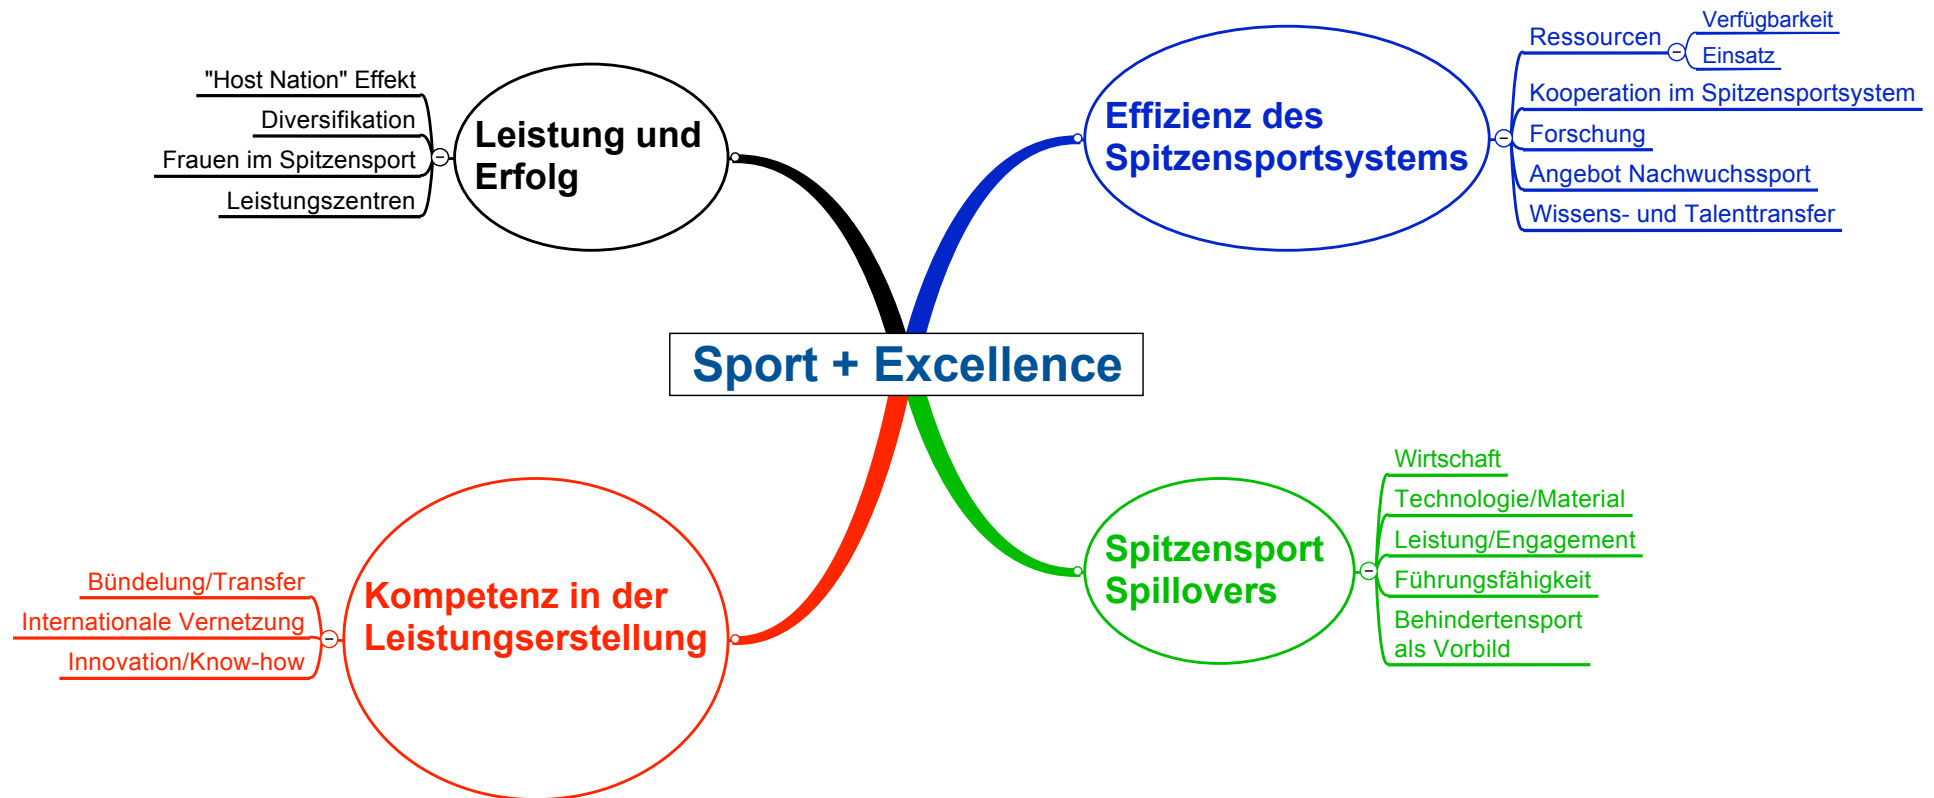 Sport + Excellence
Leistung und
Erfolg
"Host Nation" Effekt
Diversifikation
Frauen im Spitzensport
Leistungszentren
Effizienz des
Spitzensportsystems
Ressourcen
Verfügbarkeit
Einsatz
Kooperation im Spitzensportsystem
Forschung
Angebot Nachwuchssport
Wissens- und Talenttransfer
Kompetenz in der
Leistungserstellung
Bündelung/Transfer
Internationale Vernetzung
Innovation/Know-how
Spitzensport
Spillovers
Wirtschaft
Technologie/Material
Leistung/Engagement
Führungsfähigkeit
Behindertensport
als Vorbild